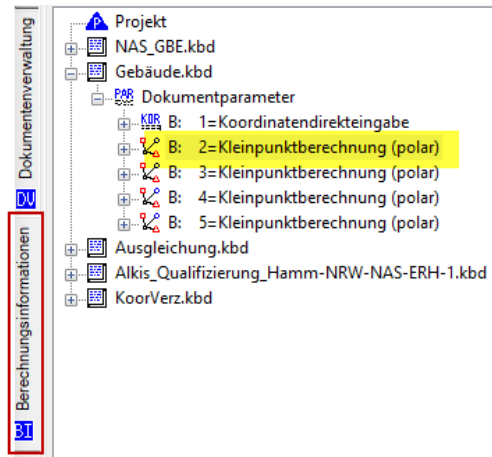 Dokumentenverwaltung
DV
Berechnungsinformationen
BI
P Projekt
NAS_GBE.kbd
Gebäude.kbd
PAR Dokumentparameter
KOR B: 1=Koordinatendirekteingabe
B: 2=Kleinpunktberechnung (polar)
B: 3=Kleinpunktberechnung (polar)
B: 4=Kleinpunktberechnung (polar)
B: 5=Kleinpunktberechnung (polar)
Ausgleichung.kbd
Alkis_Qualifizierung_Hamm-NRW-NAS-ERH-1.kbd
KoorVerz.kbd